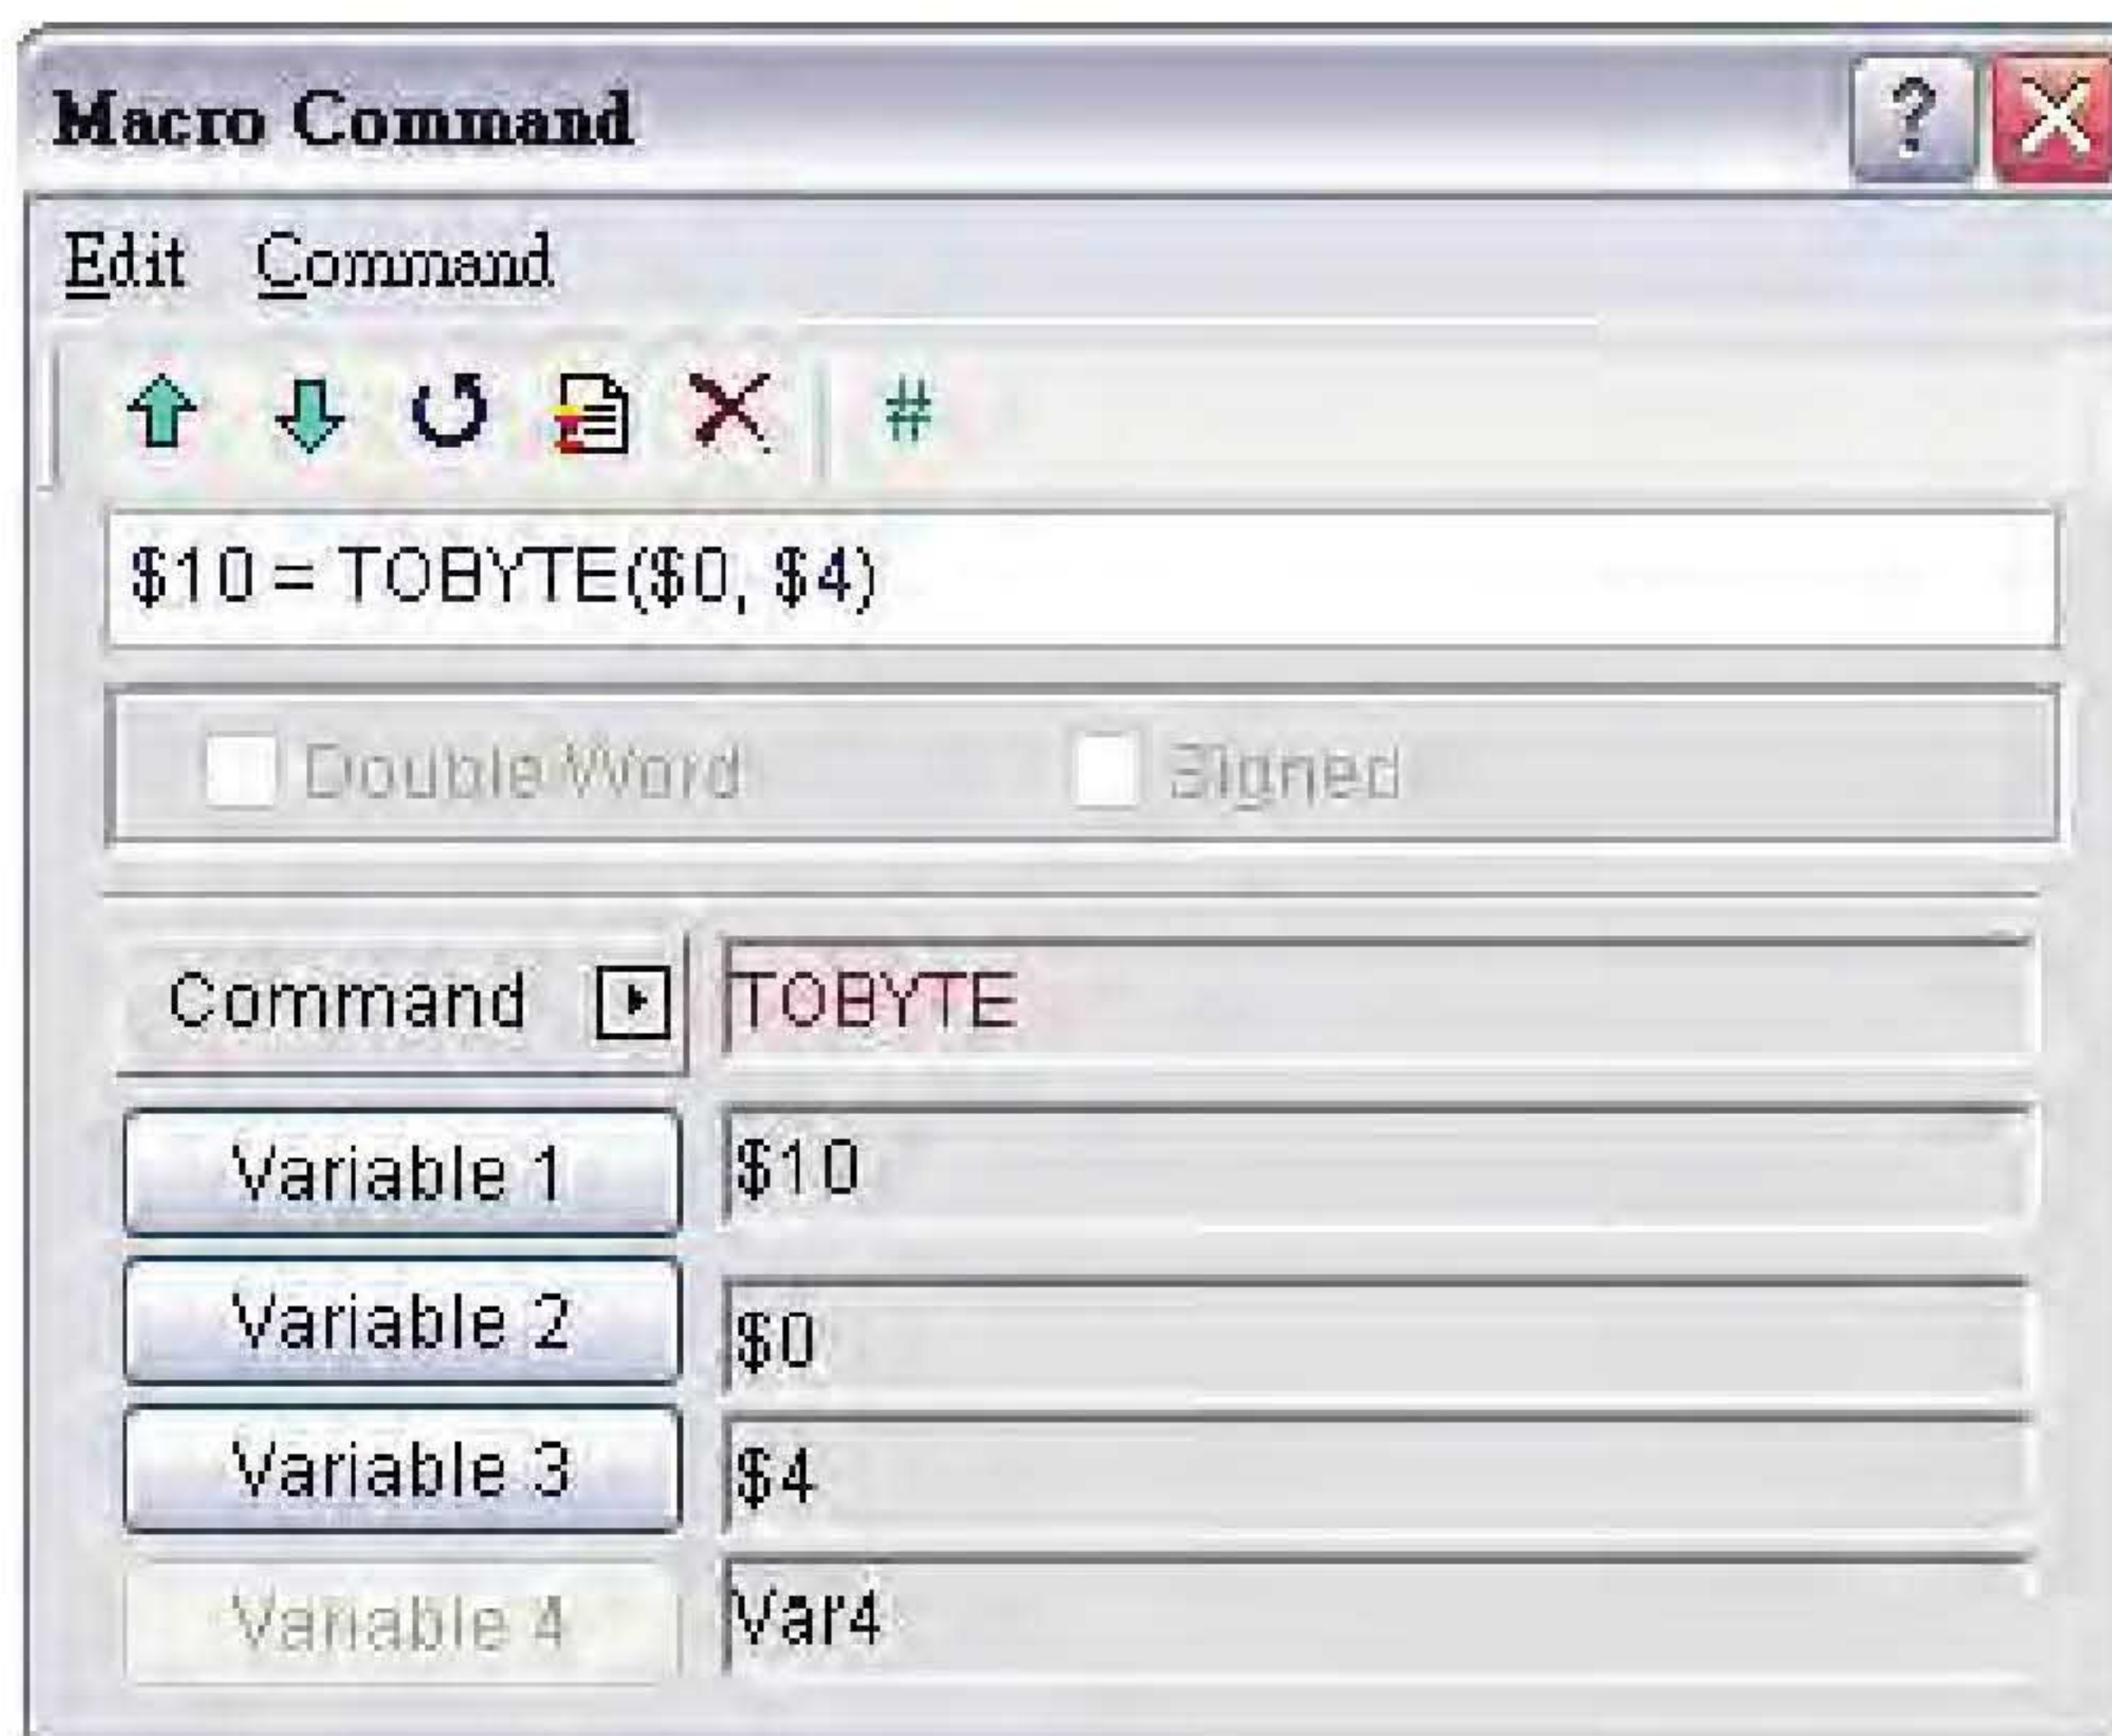 Macro Command
?
Edit Command
#
$10 = TOBYTE($0, $4)
Double Word Signed
Command TOBYTE
Variable 1 $10
Variable 2 $0
Variable 3 $4
Variable 4 Var4